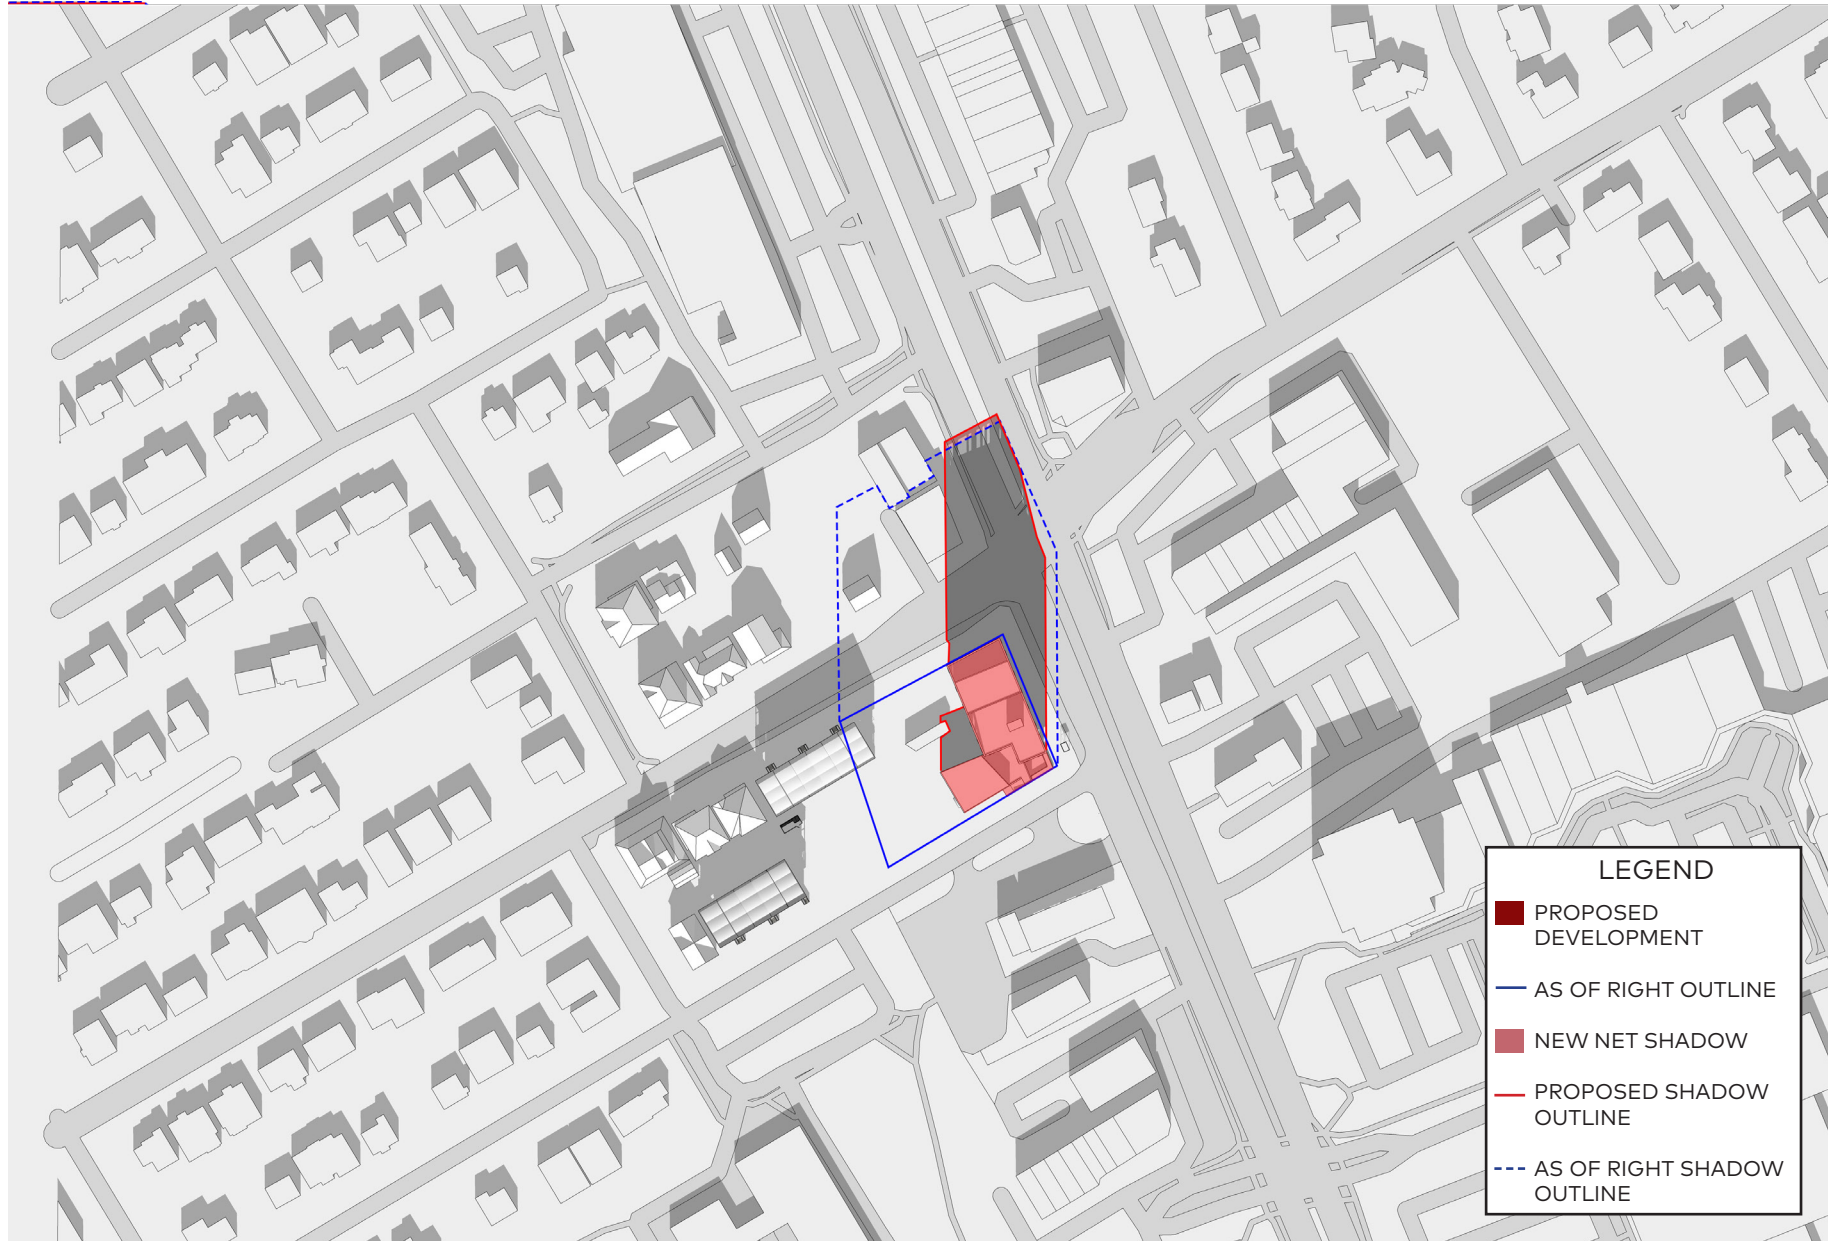 LEGEND
PROPOSED
DEVELOPMENT
AS OF RIGHT OUTLINE
NEW NET SHADOW
PROPOSED SHADOW
OUTLINE
AS OF RIGHT SHADOW
OUTLINE